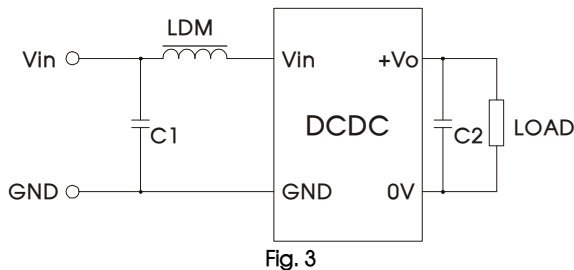 LDM
Vin
Vin
+Vo
C1
DCDC
C2
LOAD
GND
GND
0V
Fig. 3